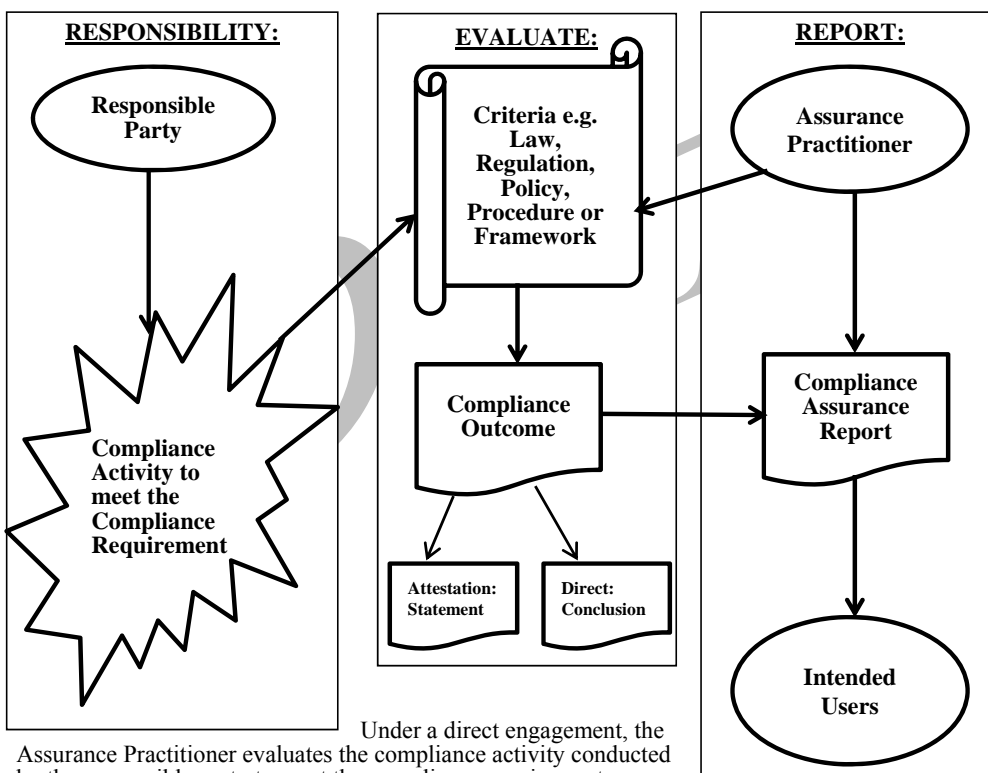 RESPONSIBILITY:
Responsible
Party
Compliance
Activity to
meet the
Compliance
Requirement
EVALUATE:
Criteria e.g.
Law,
Regulation,
Policy,
Procedure or
Framework
Compliance
Outcome
Attestation:
Statement
Direct:
Conclusion
REPORT:
Assurance
Practitioner
Compliance
Assurance
Report
Intended
Users
Under a direct engagement, the
Assurance Practitioner evaluates the compliance activity conducted